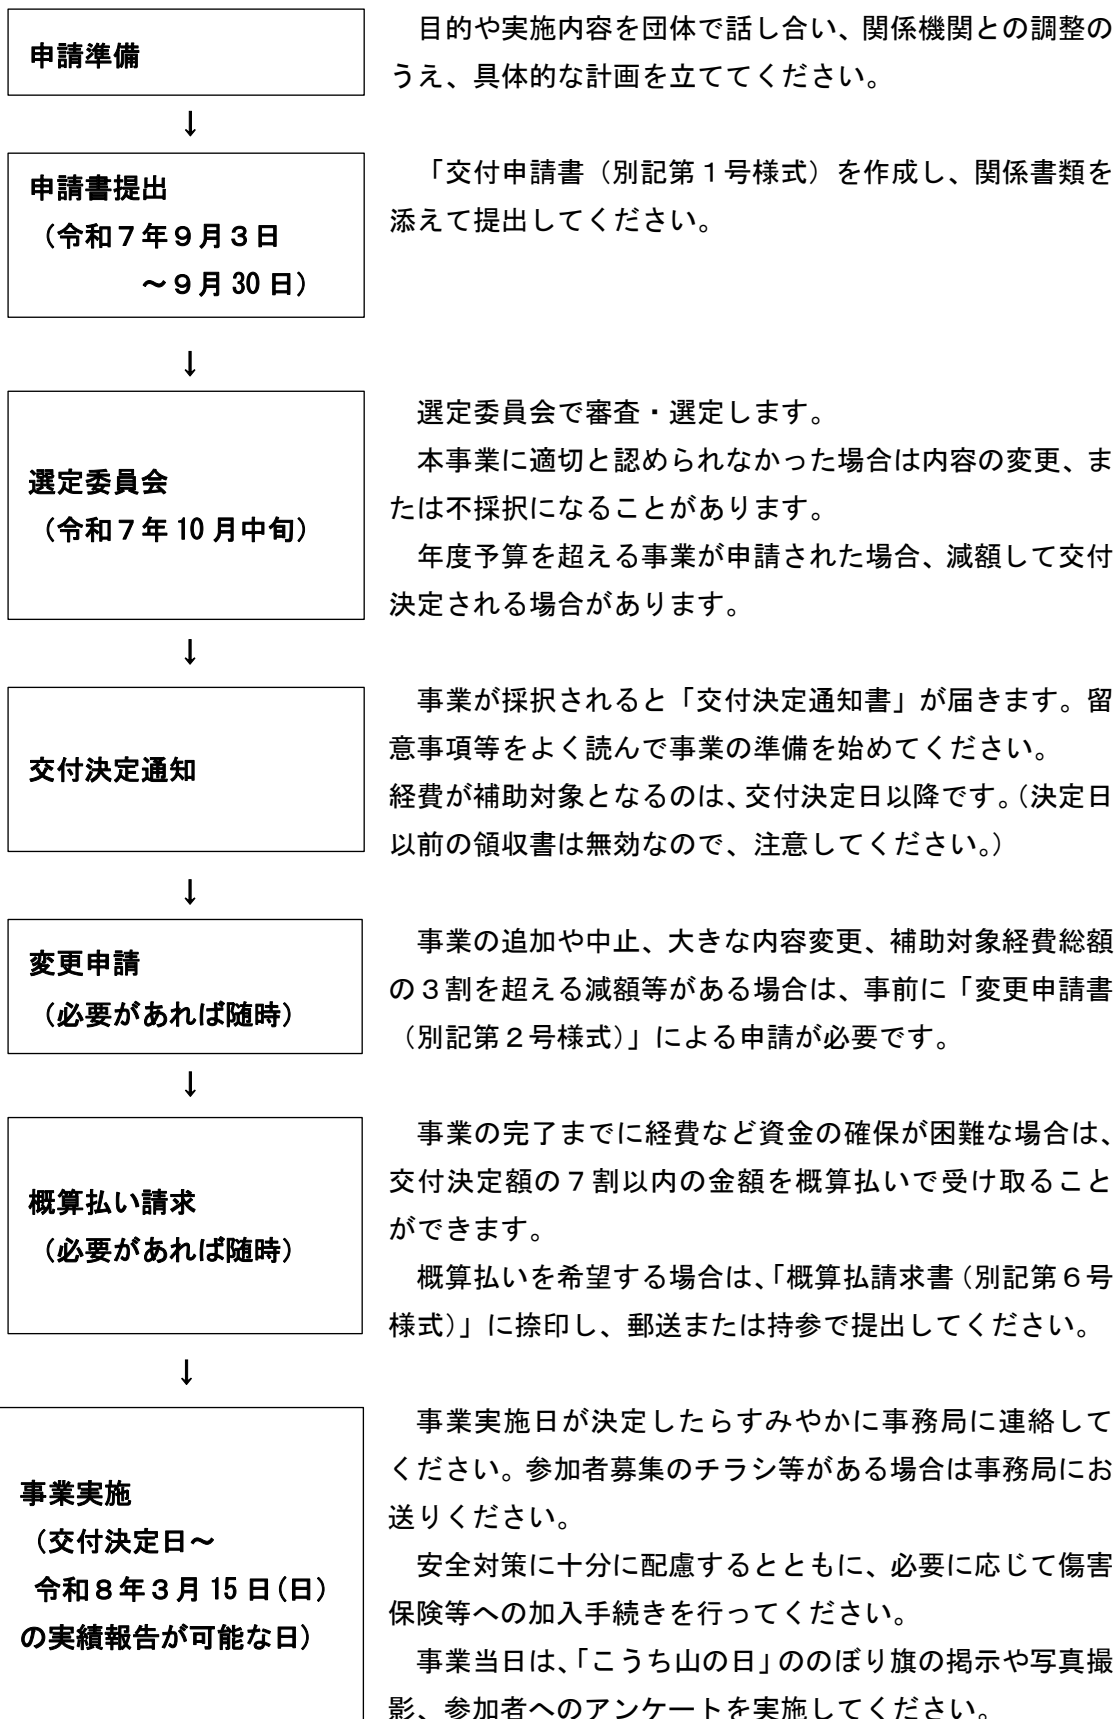 申請準備
　目的や実施内容を団体で話し合い、関係機関との調整の
うえ、具体的な計画を立ててください。
↓
申請書提出
（令和７年９月３日
～９月 30 日）
　「交付申請書（別記第１号様式）を作成し、関係書類を
添えて提出してください。
↓
選定委員会
（令和７年 10 月中旬）
　選定委員会で審査・選定します。
　本事業に適切と認められなかった場合は内容の変更、ま
たは不採択になることがあります。
　年度予算を超える事業が申請された場合、減額して交付
決定される場合があります。
↓
交付決定通知
　事業が採択されると「交付決定通知書」が届きます。留
意事項等をよく読んで事業の準備を始めてください。
経費が補助対象となるのは、交付決定日以降です。（決定日
以前の領収書は無効なので、注意してください。）
↓
変更申請
（必要があれば随時）
　事業の追加や中止、大きな内容変更、補助対象経費総額
の３割を超える減額等がある場合は、事前に「変更申請書
（別記第２号様式）」による申請が必要です。
↓
概算払い請求
（必要があれば随時）
　事業の完了までに経費など資金の確保が困難な場合は、
交付決定額の７割以内の金額を概算払いで受け取ること
ができます。
　概算払いを希望する場合は、「概算払請求書（別記第６号
様式）」に捺印し、郵送または持参で提出してください。
↓
事業実施
（交付決定日～
令和８年３月 15 日（日）
の実績報告が可能な日）
　事業実施日が決定したらすみやかに事務局に連絡して
ください。参加者募集のチラシ等がある場合は事務局にお
送りください。
　安全対策に十分に配慮するとともに、必要に応じて傷害
保険等への加入手続きを行ってください。
　事業当日は、「こうち山の日」ののぼり旗の掲示や写真撮
影、参加者へのアンケートを実施してください。